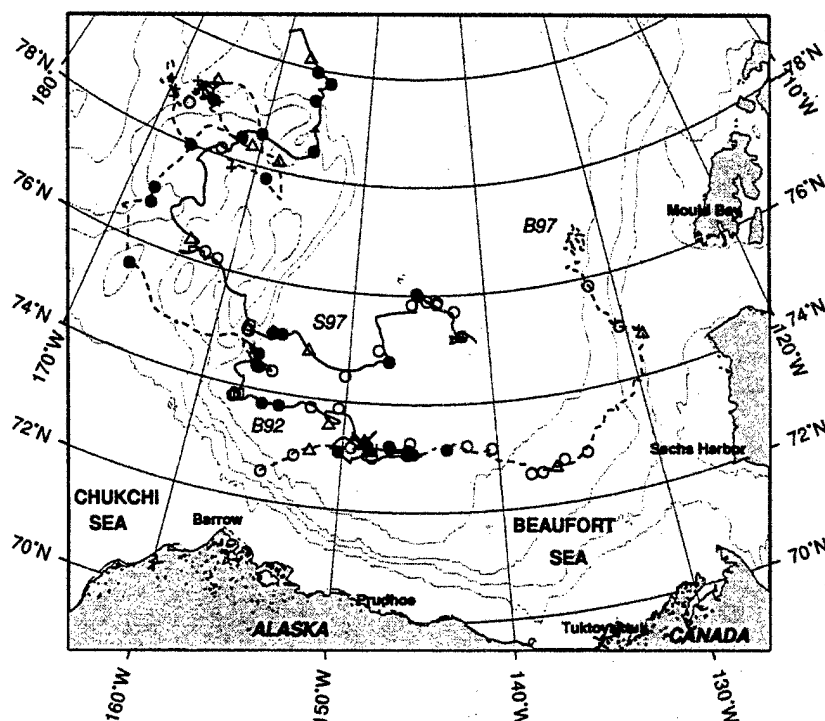 78°N
180°
76°N
74°N
170°W
72°N
70°N
78°N
170°W
76°N
74°N
120°W
72°N
70°N
Mould Bay
B97
S97
B92
Sachs Harbor
CHUKCHI
SEA
Barrow
BEAUFORT
SEA
Prudhoe
ALASKA
Tuktoyaktuk
CANADA
160°W
150°W
140°W
130°W